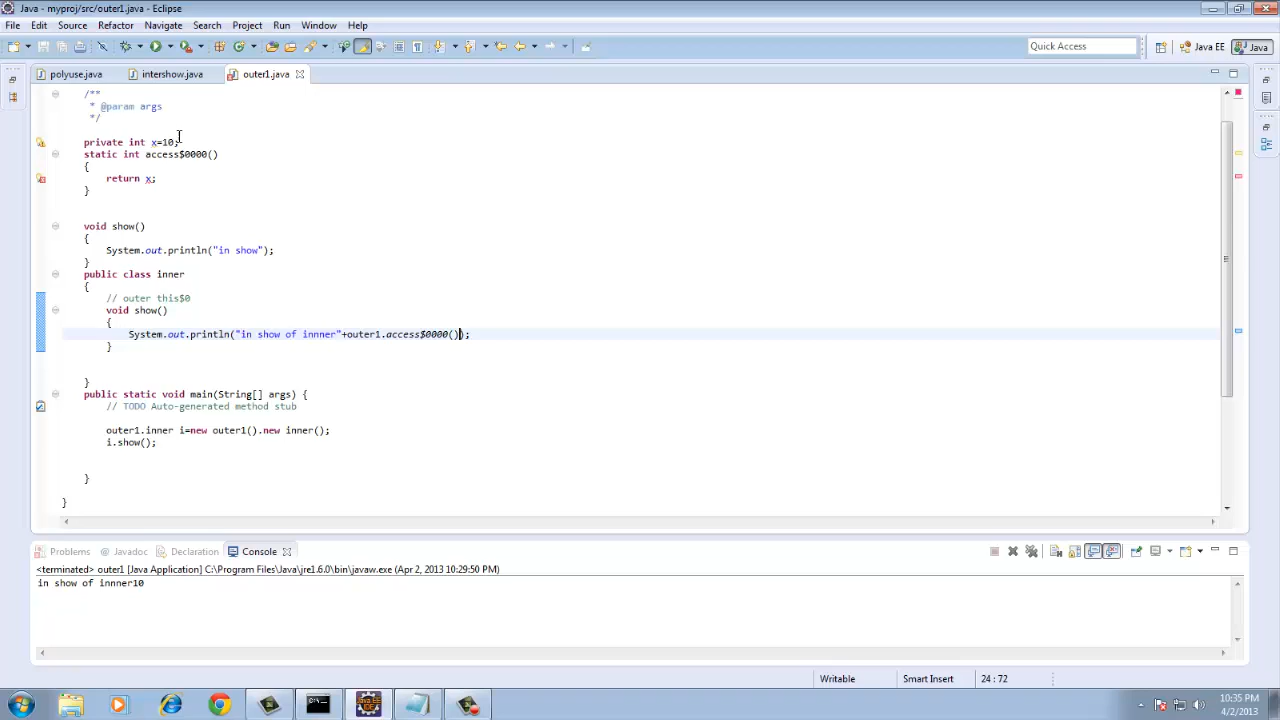 Java - myproj/src/outer1.java - Eclipse
File Edit Source Refactor Navigate Search Project Run Window Help
Quick Access
Java EE
Java
polyuse.java
intershow.java
outer1.java
/**
* @param args
*/
private int x=10;
static int access$0000()
{
return x;
}
void show()
{
System.out.println("in show");
}
public class inner
{
// outer this$0
void show()
{
System.out.println("in show of innner"+outer1.access$0000());
}
}
public static void main(String[] args) {
// TODO Auto-generated method stub
outer1.inner i=new outer1().new inner();
i.show();
}
}
Problems
@ Javadoc
Declaration
Console
<terminated> outer1 [Java Application] C:\Program Files\Java\jre1.6.0\bin\javaw.exe (Apr 2, 2013 10:29:50 PM)
in show of innner10
Writable
Smart Insert
24 : 72
10:35 PM
4/2/2013